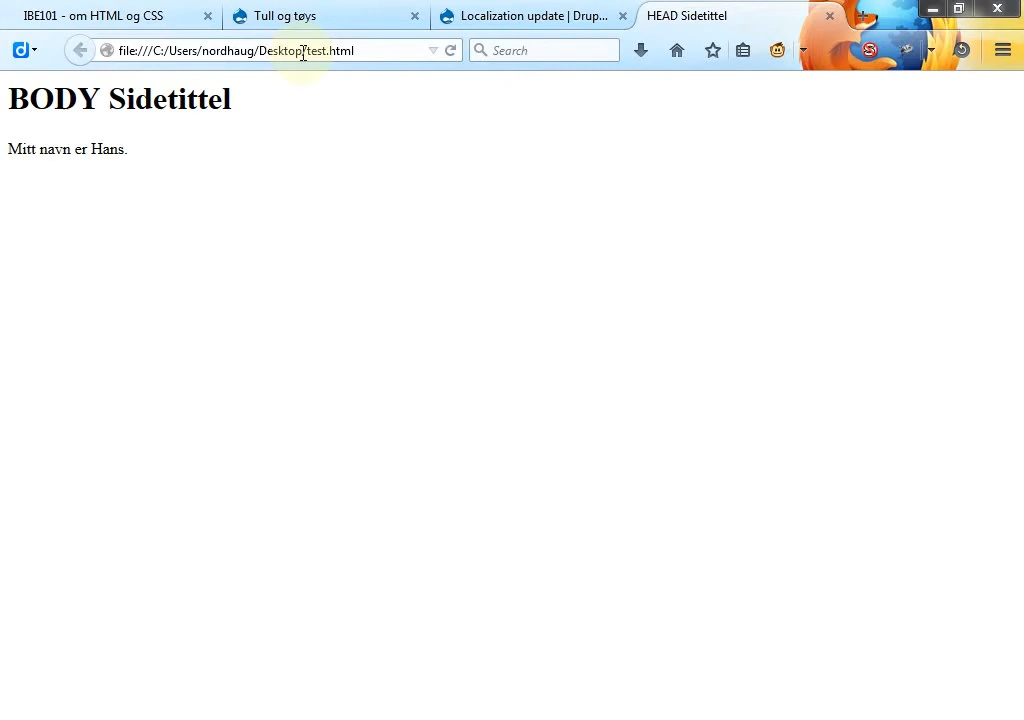 IBE101 - om HTML og CSS
Tull og tøys
Localization update | Drup...
HEAD Sidetittel
file:///C:/Users/nordhaug/Desktop/test.html
Search
BODY Sidetittel
Mitt navn er Hans.